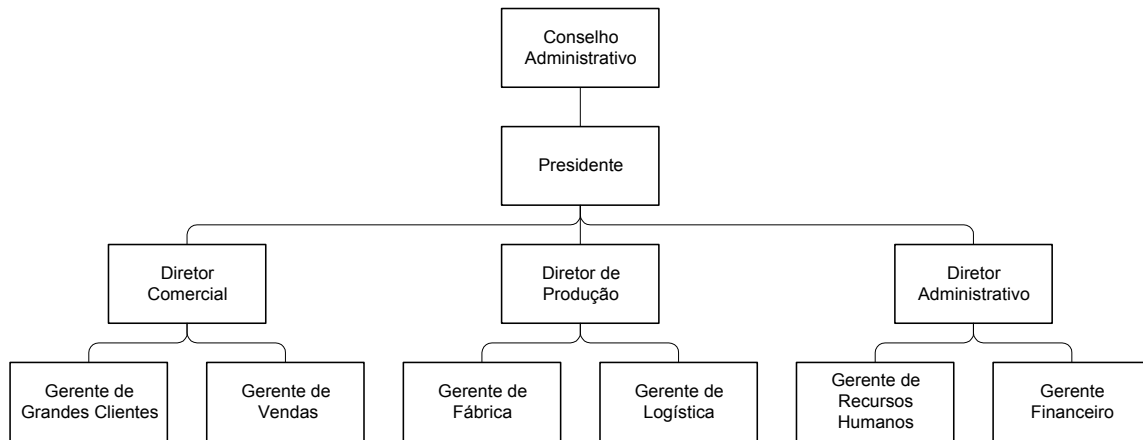 Conselho
Administrativo
Presidente
Diretor
Comercial
Diretor de
Produção
Diretor
Administrativo
Gerente de
Grandes Clientes
Gerente de
Vendas
Gerente de
Fábrica
Gerente de
Logística
Gerente de
Recursos
Humanos
Gerente
Financeiro